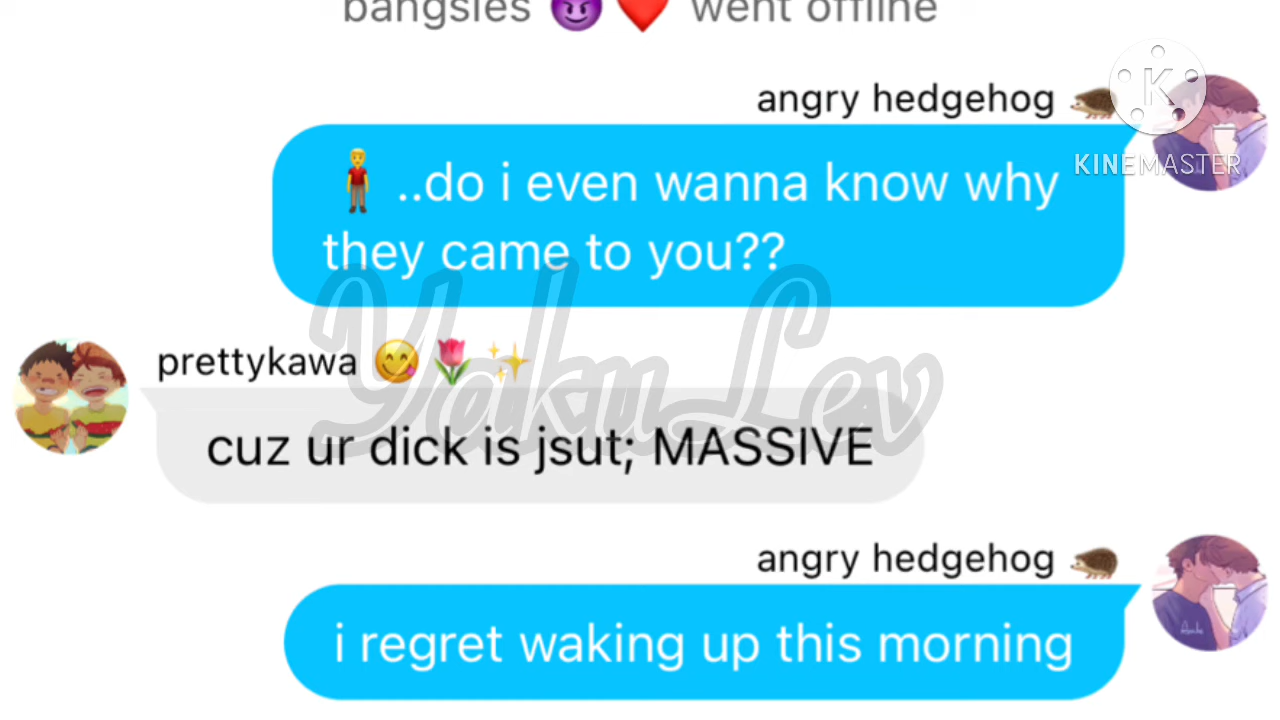 bangsies 😈❤️ went offline
angry hedgehog 🦔
🧍‍♂️ ..do i even wanna know why
they came to you??
K
KINEMASTER
prettykawa 😋🌷✨
YakuLev
cuz ur dick is jsut; MASSIVE
angry hedgehog 🦔
i regret waking up this morning